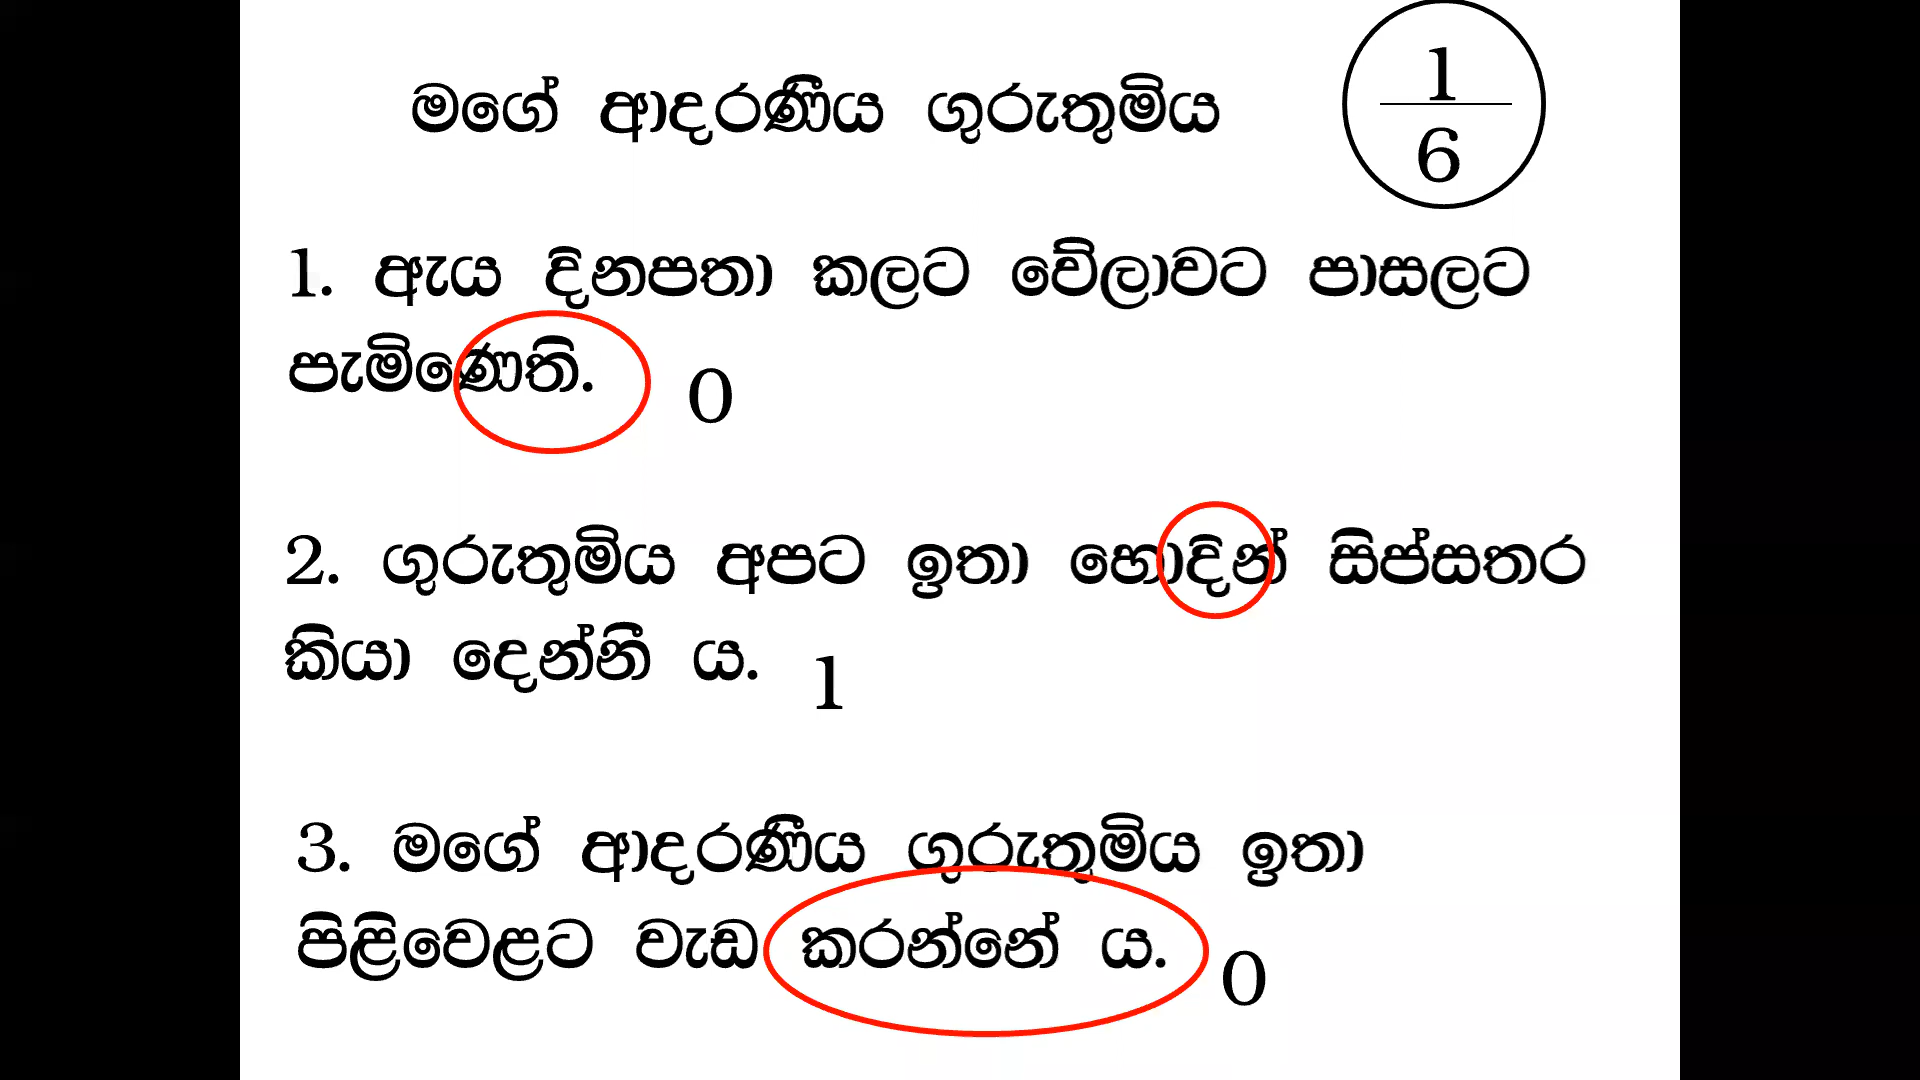 මගේ ආදරණීය ගුරුතුමිය
1
6
1. ඇය දිනපතා කලට වේලාවට පාසලට
පැමිණෙති.
0
2. ගුරුතුමිය අපට ඉතා හොදින් සිප්සතර
කියා දෙන්නී ය.
1
3. මගේ ආදරණීය ගුරුතුමිය ඉතා
පිළිවෙළට වැඩ කරන්නේ ය.
0